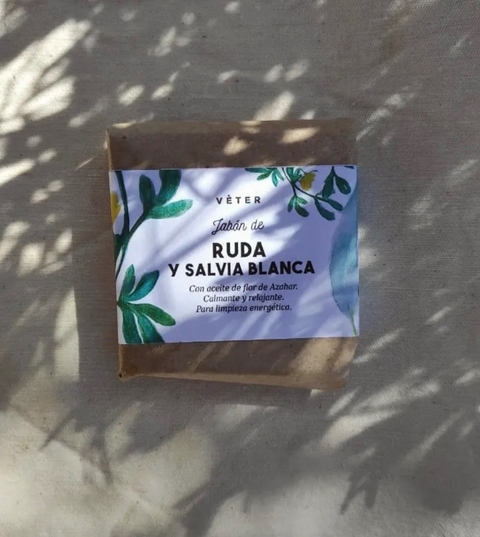 VÈTER
Jabón de
RUDA
Y SALVIA BLANCA
Con aceite de flor de Azahar.
Calmante y relajante.
Para limpieza energética.